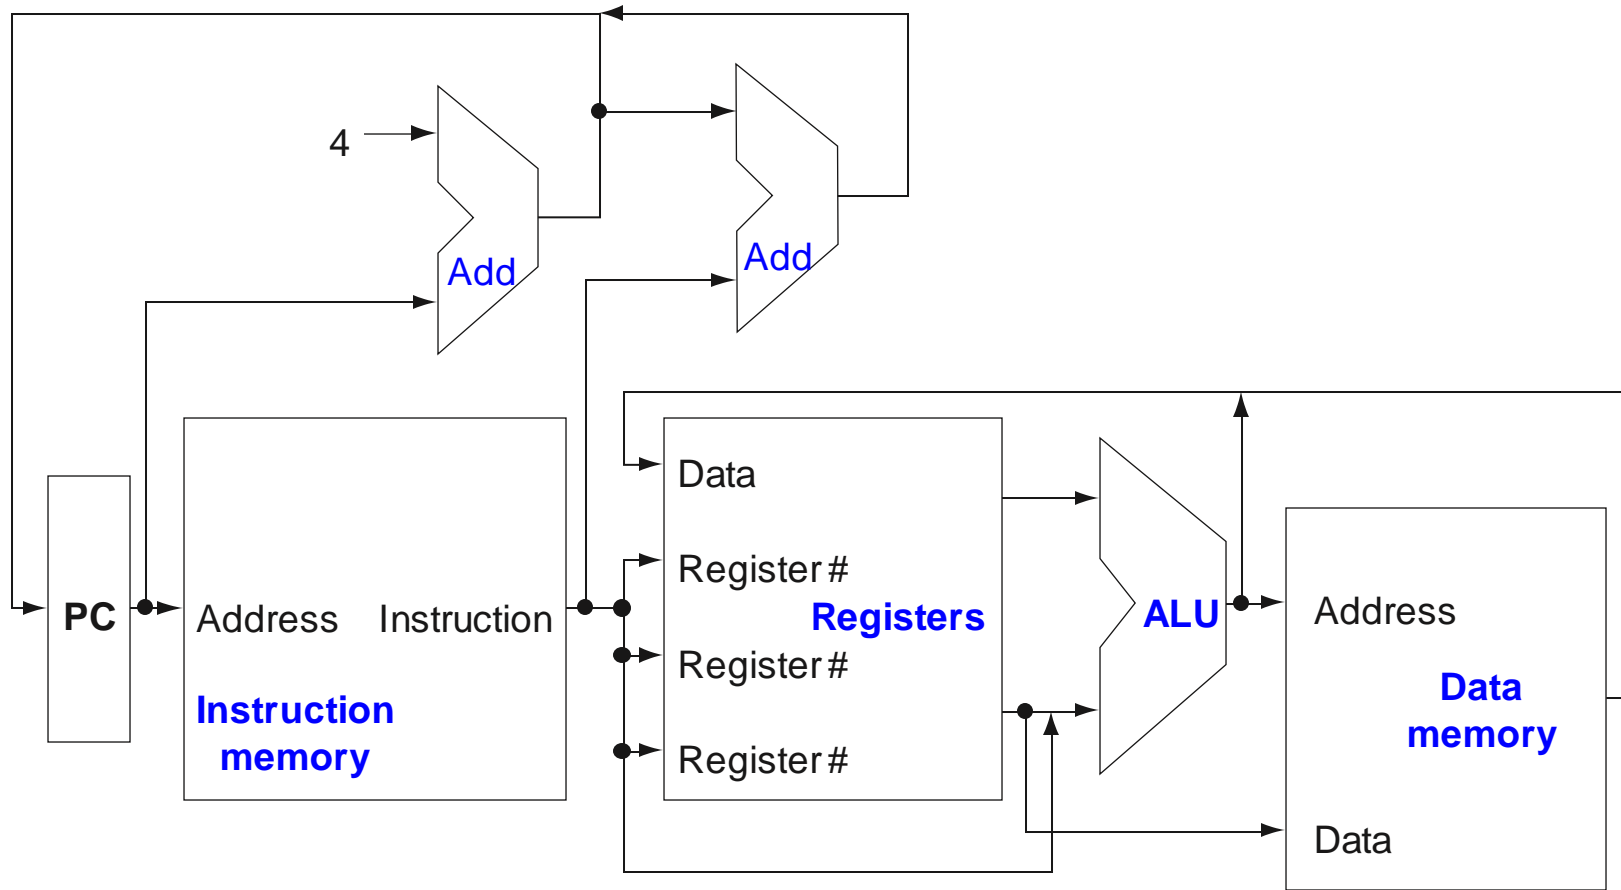 4
Add
Add
Data
Register #
PC
Address
Instruction
Registers
ALU
Address
Register #
Instruction
memory
Data
memory
Register #
Data